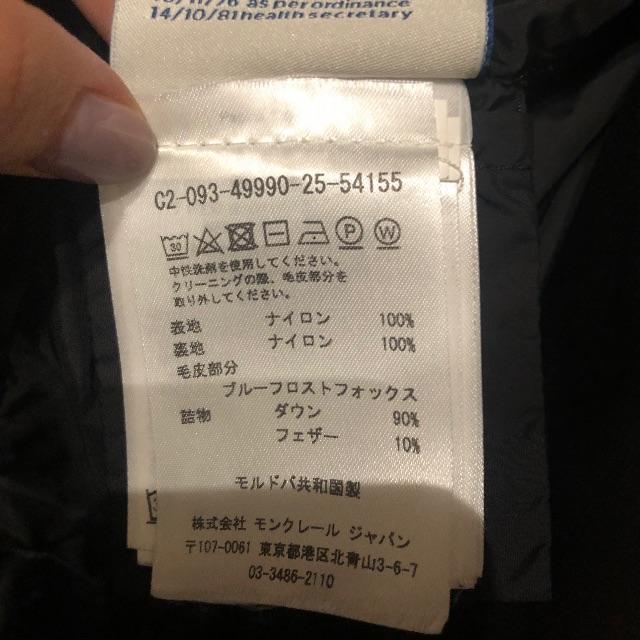 as per ordinance
14/10/81 health secretary
C2-093-49990-25-54155
30 P W
中性洗剤を使用してください。
クリーニングの際、毛皮部分を
取り外してください。
表地 ナイロン 100%
裏地 ナイロン 100%
毛皮部分
ブルーフロストフォックス
詰物 ダウン 90%
フェザー 10%
モルドバ共和国製
株式会社 モンクレール ジャパン
〒107-0061 東京都港区北青山3-6-7
03-3486-2110